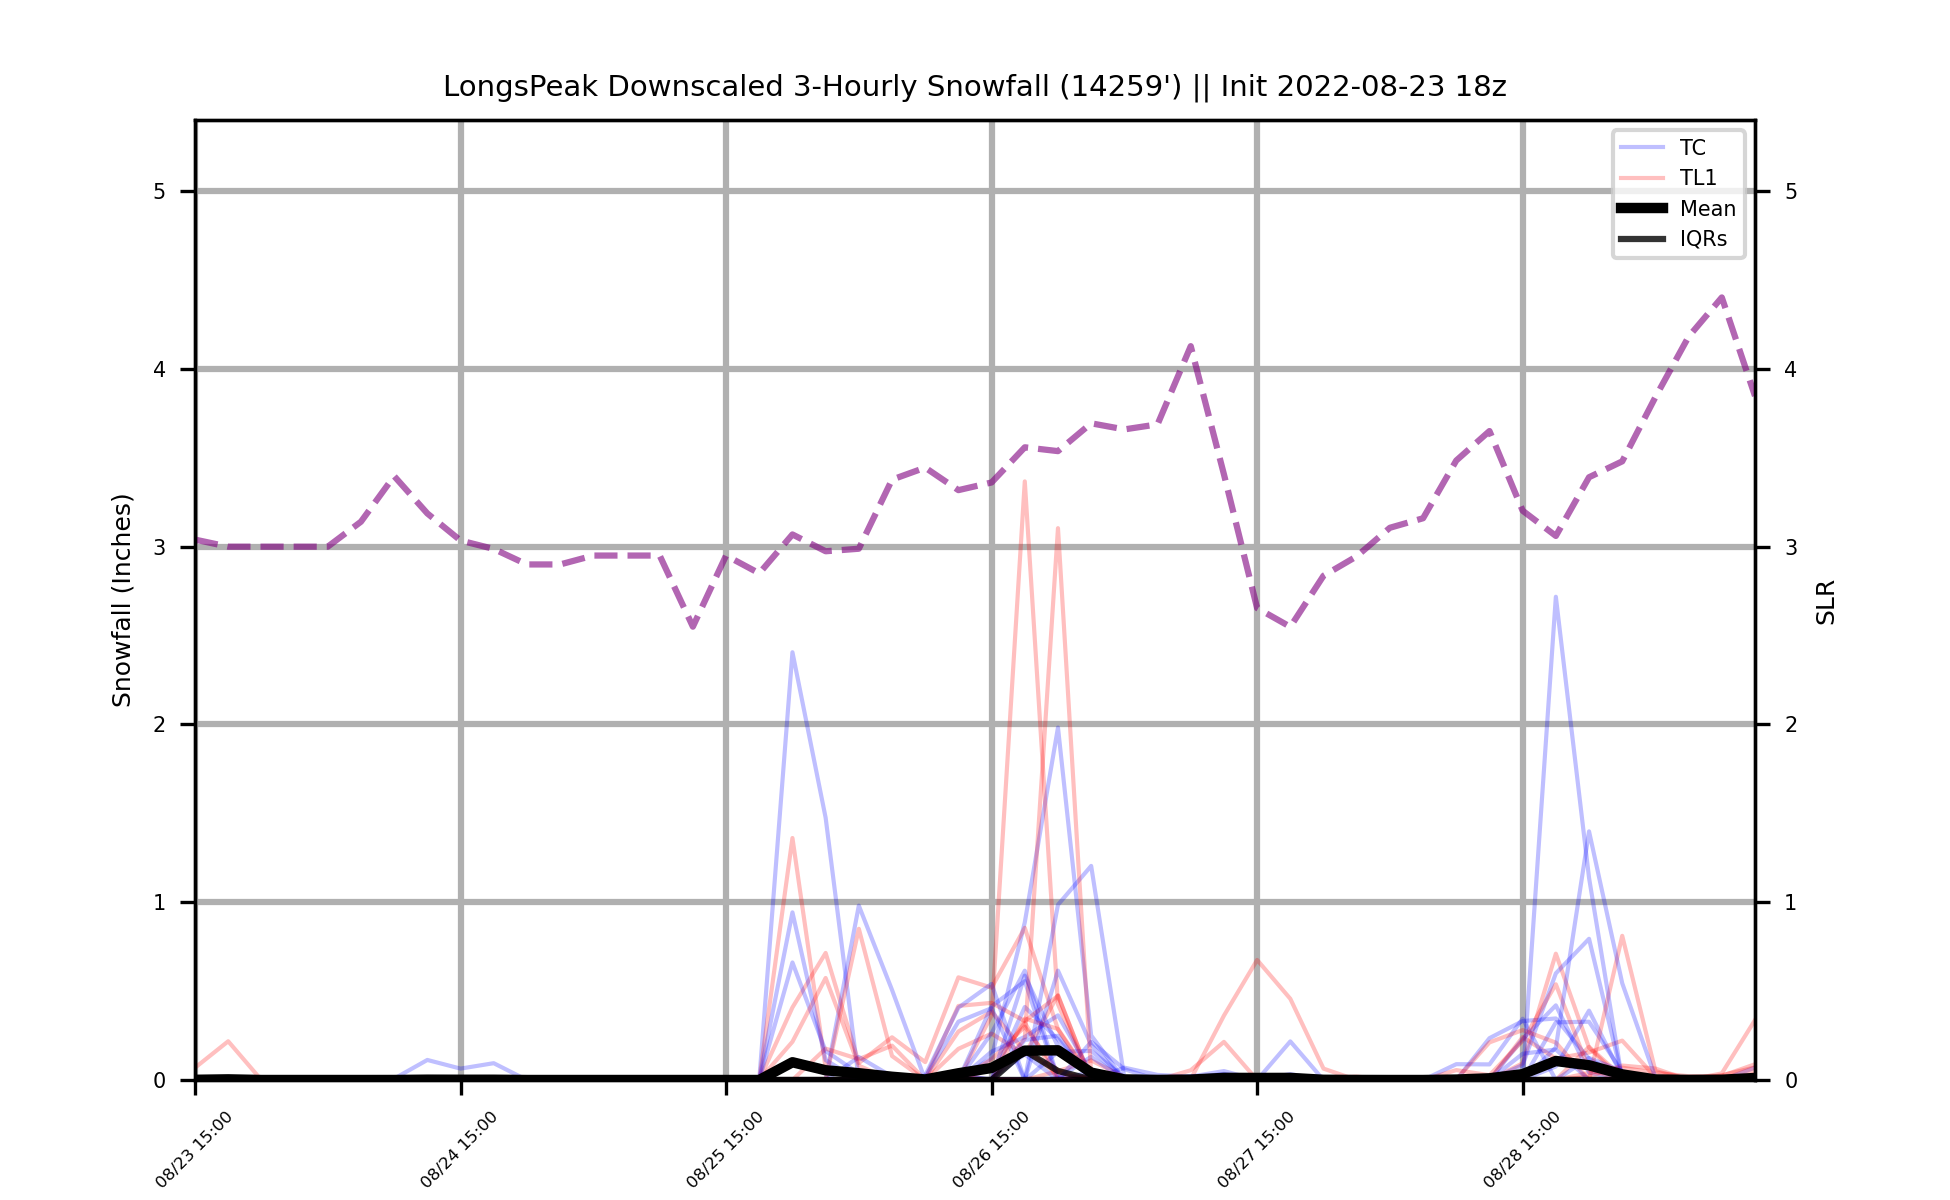 LongsPeak Downscaled 3-Hourly Snowfall (14259') || Init 2022-08-23 18z
TC
TL1
Mean
IQRs
Snowfall (Inches)
5
4
3
2
1
0
5
4
3
2
1
0
SLR
08/23 15:00
08/24 15:00
08/25 15:00
08/26 15:00
08/27 15:00
08/28 15:00